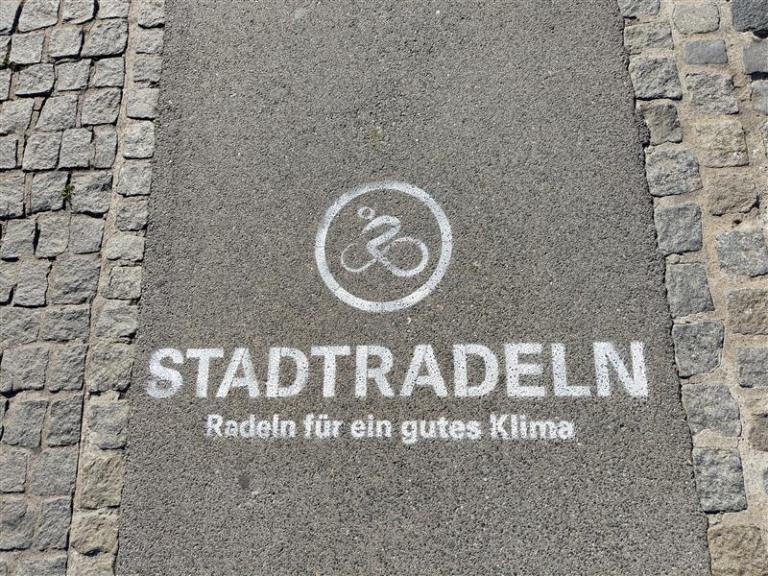 STADTRADELN
Radeln für ein gutes Klima